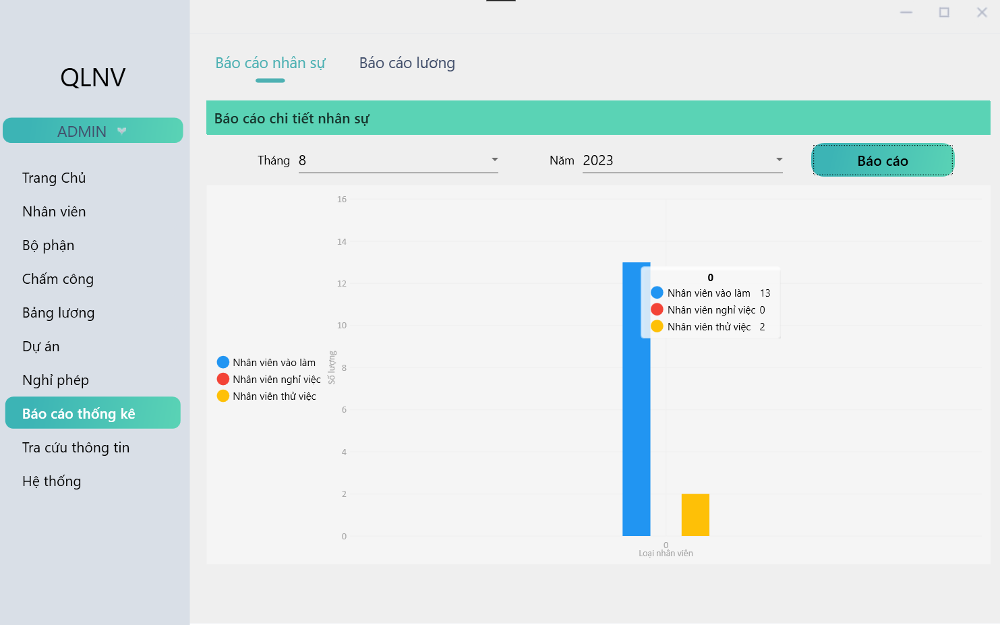 QLNV
ADMIN
Trang Chủ
Nhân viên
Bộ phận
Chấm công
Bảng lương
Dự án
Nghỉ phép
Báo cáo thống kê
Tra cứu thông tin
Hệ thống
Báo cáo nhân sự
Báo cáo lương
Báo cáo chi tiết nhân sự
Tháng 8
Năm 2023
Báo cáo
Nhân viên vào làm
Nhân viên nghỉ việc
Nhân viên thử việc
Số lượng
16
14
12
10
8
6
4
2
0
0
Nhân viên vào làm 13
Nhân viên nghỉ việc 0
Nhân viên thử việc 2
0
Loại nhân viên